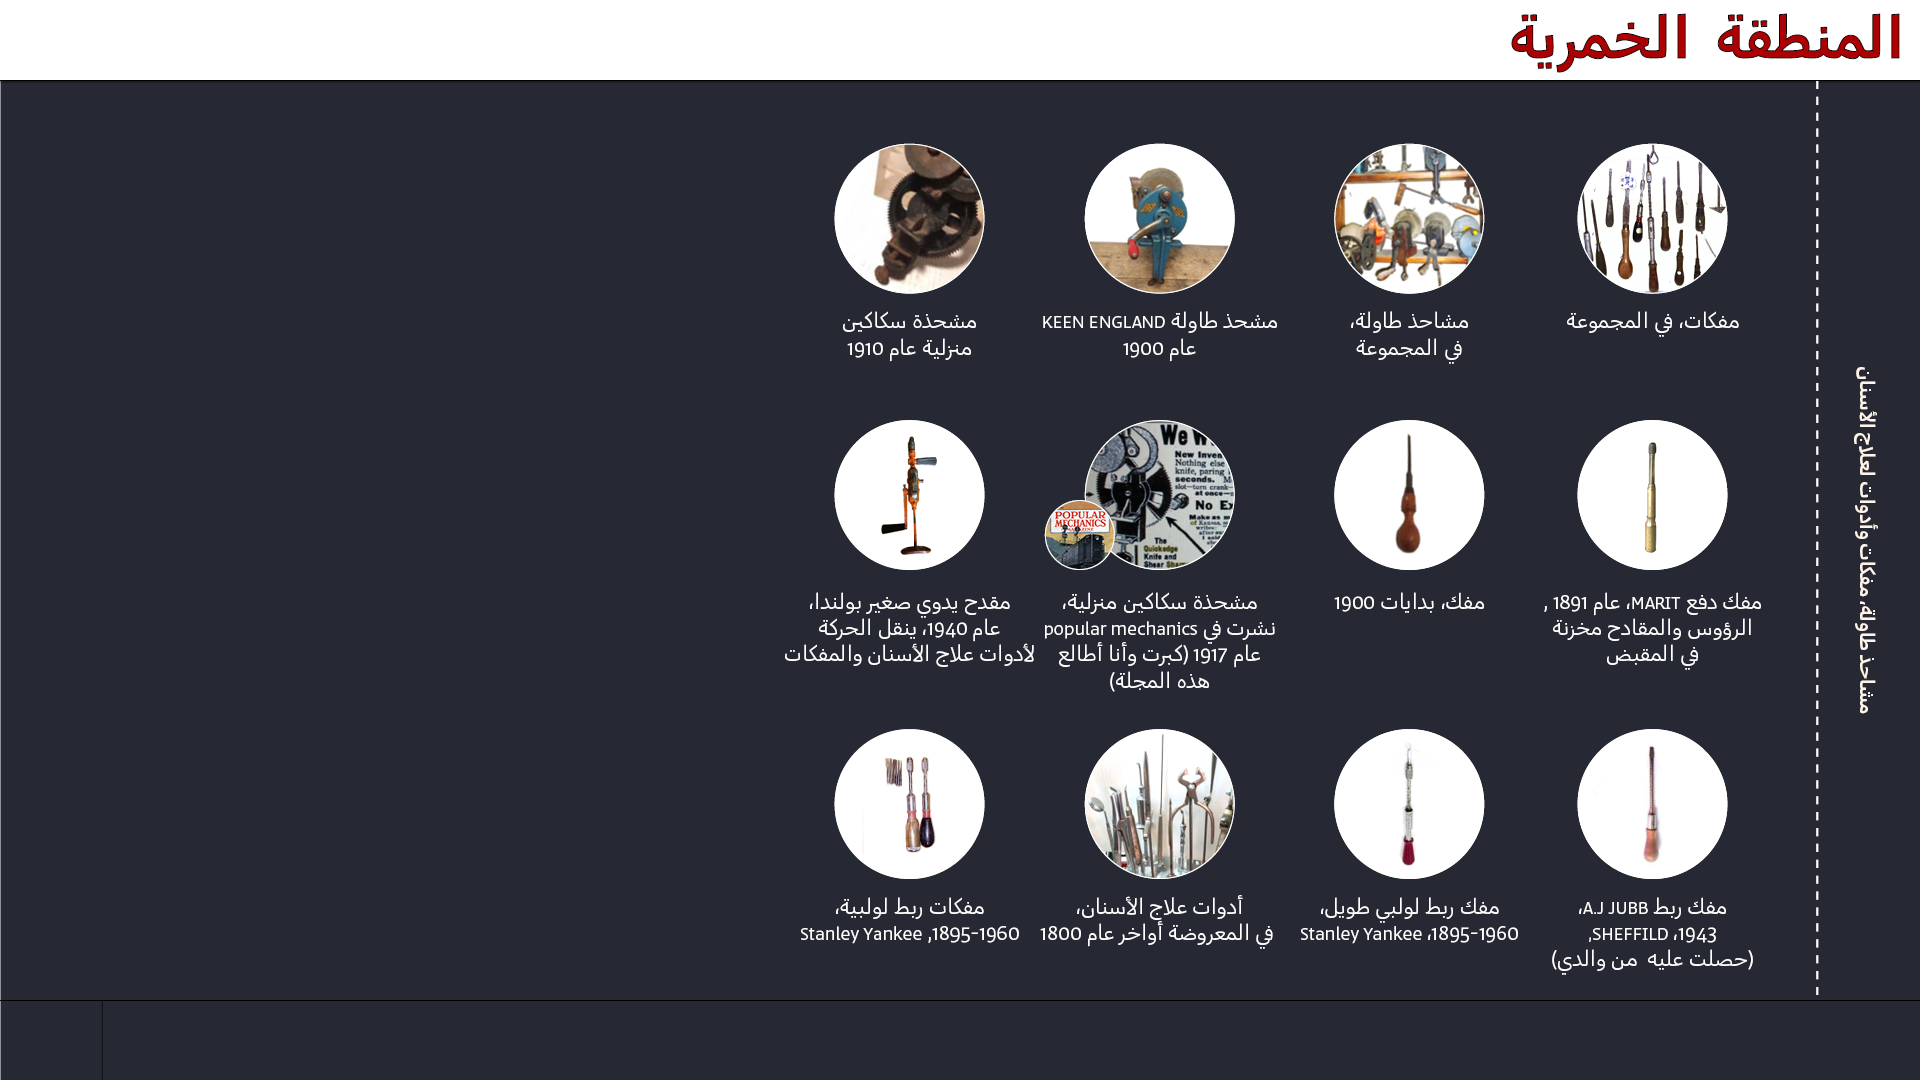 المنطقة الخمرية
مشاحذ طاولة، مفكات وأدوات لعلاج الأسنان
مفكات، في المجموعة
مشاحذ طاولة،
في المجموعة
مشحذ طاولة KEEN ENGLAND
عام 1900
مشحذة سكاكين
منزلية عام 1910
مفك دفع MARIT، عام 1891 ,
الرؤوس والمقادح مخزنة
في المقبض
مفك، بدايات 1900
We W
New Inven
Nothing else
knife, paring
seconds. M
slot—turn crank—
at once—
No Ex
Make as m
of Kansas,
The
Quickedge
Knife and
Shear Shar
POPULAR
MECHANICS
مشحذة سكاكين منزلية،
نشرت في popular mechanics
عام 1917 (كبرت وأنا أطالع
هذه المجلة)
مقدح يدوي صغير بولندا،
عام 1940، ينقل الحركة
لأدوات علاج الأسنان والمفكات
مفك ربط A.J JUBB،
1943، SHEFFILD,
(حصلت عليه من والدي)
مفك ربط لولبي طويل،
1895-1960، Stanley Yankee
أدوات علاج الأسنان،
في المعروضة أواخر عام 1800
مفكات ربط لولبية،
1895-1960, Stanley Yankee